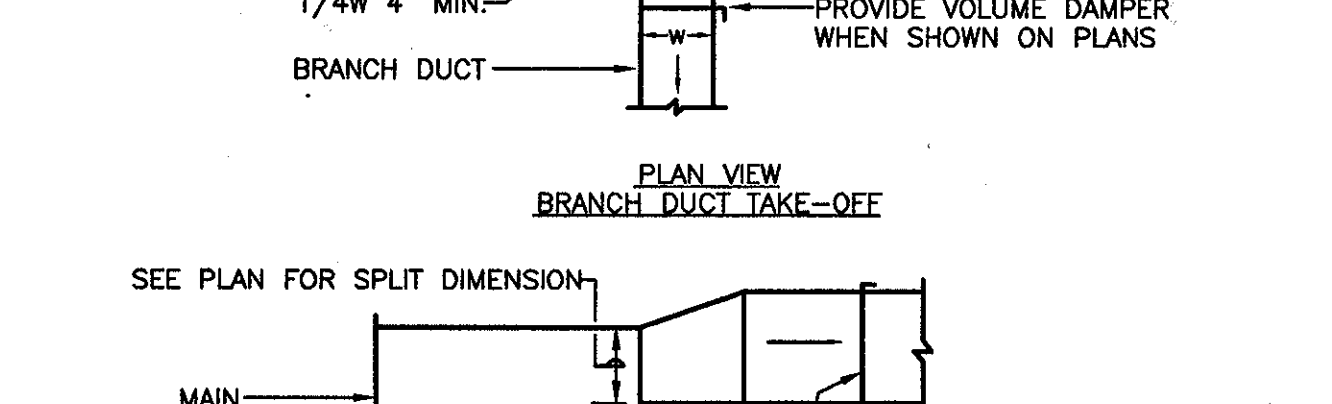 1/4W 4" MIN.
PROVIDE VOLUME DAMPER
WHEN SHOWN ON PLANS
W
BRANCH DUCT
PLAN VIEW
BRANCH DUCT TAKE-OFF
SEE PLAN FOR SPLIT DIMENSION
MAIN